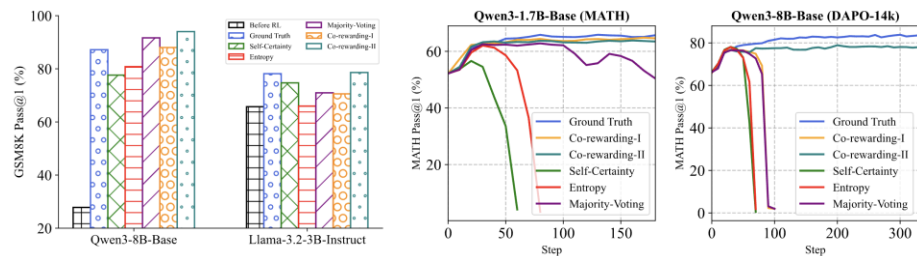 GSM8K Pass@1 (%)
100
80
60
40
20
Before RL
Ground Truth
Self-Certainty
Entropy
Majority-Voting
Co-rewarding-I
Co-rewarding-II
Qwen3-8B-Base
Llama-3.2-3B-Instruct
Qwen3-1.7B-Base (MATH)
MATH Pass@1 (%)
60
40
20
Ground Truth
Co-rewarding-I
Co-rewarding-II
Self-Certainty
Entropy
Majority-Voting
0
50
100
150
Step
Qwen3-8B-Base (DAPO-14k)
MATH Pass@1 (%)
80
60
40
20
0
Ground Truth
Co-rewarding-I
Co-rewarding-II
Self-Certainty
Entropy
Majority-Voting
0
100
200
300
Step